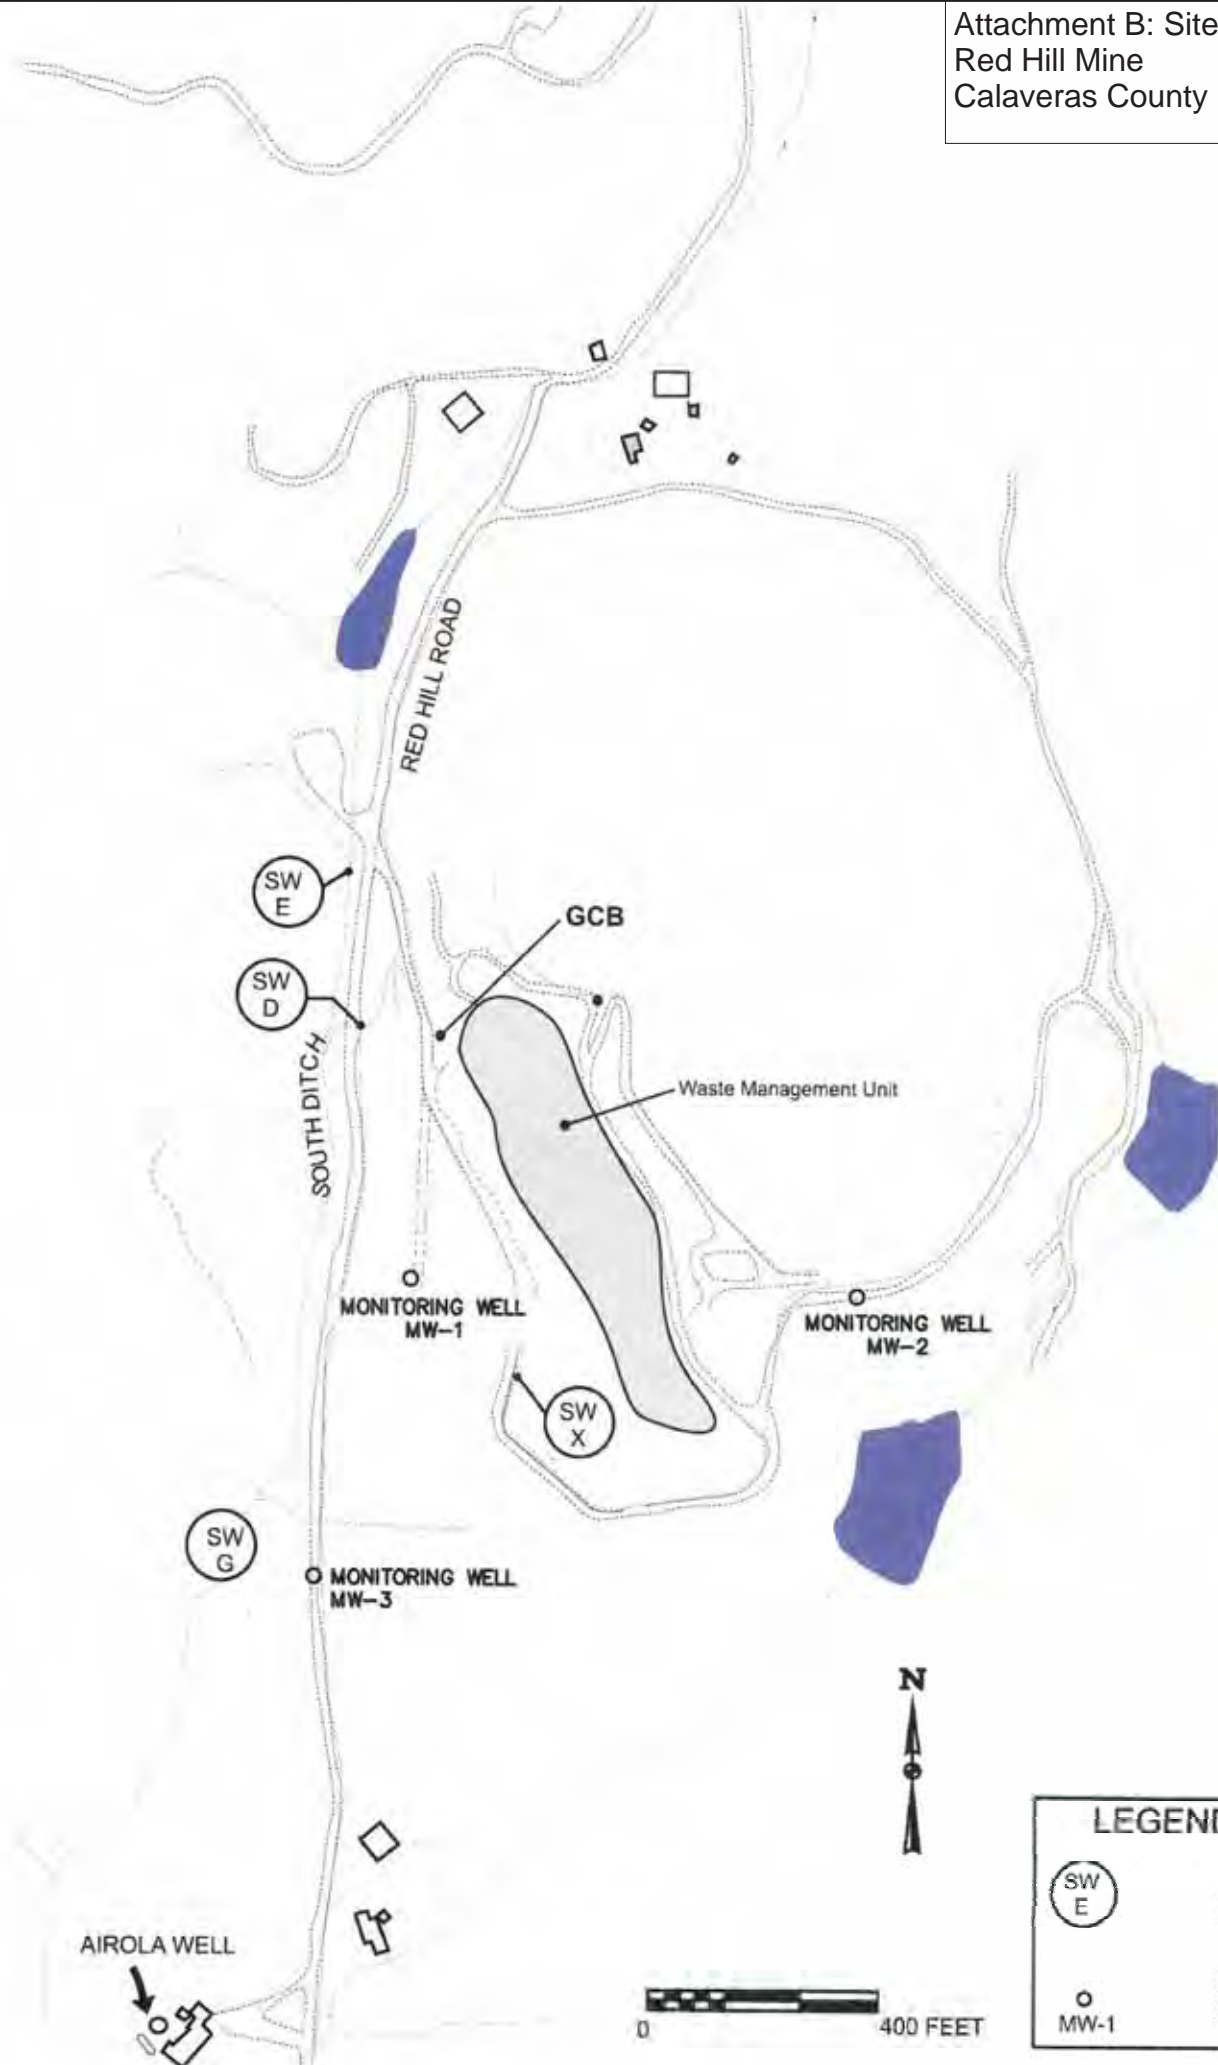 Attachment B: Site
Red Hill Mine
Calaveras County
RED HILL ROAD
SW
E
GCB
SW
D
SOUTH DITCH
Waste Management Unit
MONITORING WELL
MW-1
MONITORING WELL
MW-2
SW
X
SW
G
MONITORING WELL
MW-3
N
LEGEND
SW
E
AIROLA WELL
0
400 FEET
MW-1